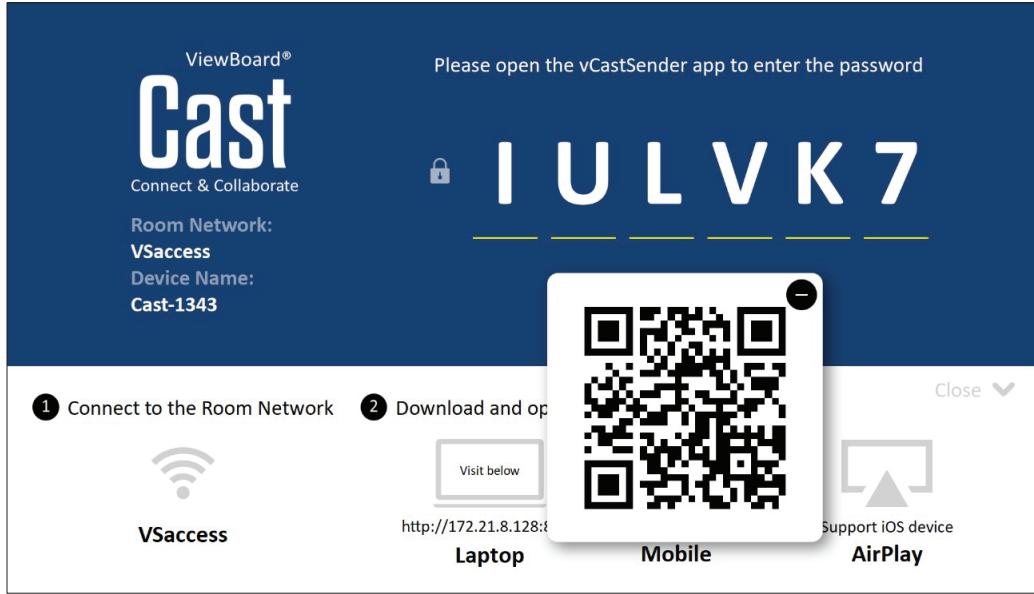 ViewBoard®
Cast
Connect & Collaborate
Room Network:
VSaccess
Device Name:
Cast-1343
Please open the vCastSender app to enter the password
I U L V K 7
Close
1 Connect to the Room Network
2 Download and op
Visit below
VSaccess
http://172.21.8.128:8
Laptop
Mobile
Support iOS device
AirPlay